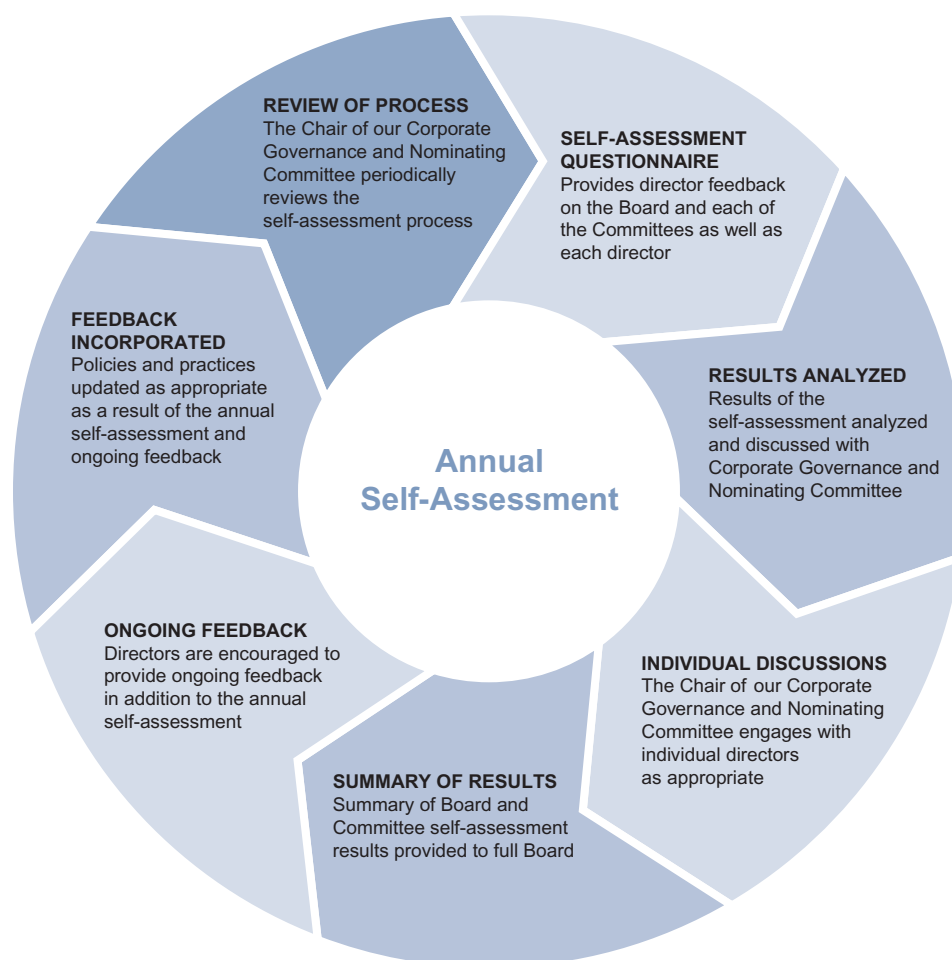 REVIEW OF PROCESS
The Chair of our Corporate
Governance and Nominating
Committee periodically
reviews the
self-assessment process
SELF-ASSESSMENT
QUESTIONNAIRE
Provides director feedback
on the Board and each of
the Committees as well as
each director
RESULTS ANALYZED
Results of the
self-assessment analyzed
and discussed with
Corporate Governance and
Nominating Committee
INDIVIDUAL DISCUSSIONS
The Chair of our Corporate
Governance and Nominating
Committee engages with
individual directors
as appropriate
SUMMARY OF RESULTS
Summary of Board and
Committee self-assessment
results provided to full Board
ONGOING FEEDBACK
Directors are encouraged to
provide ongoing feedback
in addition to the annual
self-assessment
FEEDBACK
INCORPORATED
Policies and practices
updated as appropriate
as a result of the annual
self-assessment and
ongoing feedback
Annual
Self-Assessment